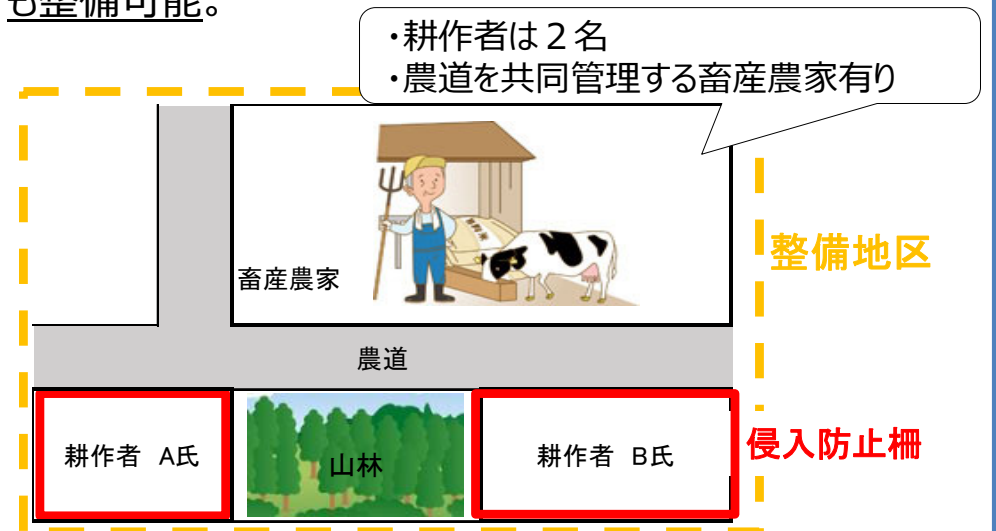 も整備可能。
・耕作者は２名
・農道を共同管理する畜産農家有り
整備地区
畜産農家
農道
耕作者　A氏
山林
耕作者　B氏
侵入防止柵